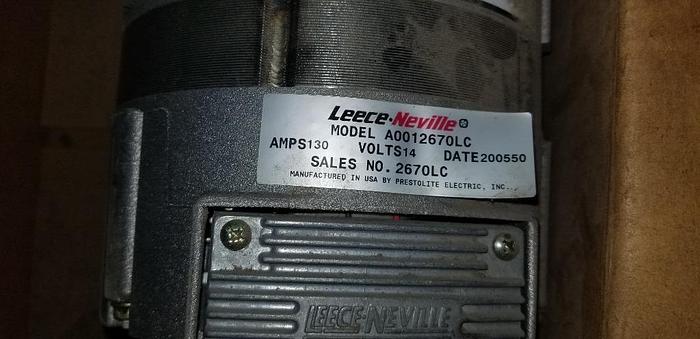 Leece-Neville
MODEL A0012670LC
AMPS130 VOLTS14 DATE200550
SALES NO. 2670LC
MANUFACTURED IN USA BY PRESTOLITE ELECTRIC, INC.
LEECE-NEVILLE